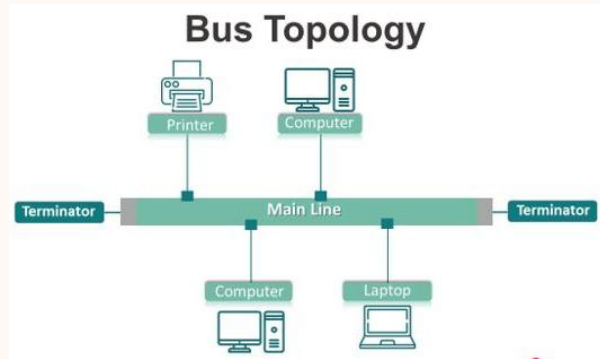 Bus Topology
Printer
Computer
Terminator
Main Line
Terminator
Computer
Laptop